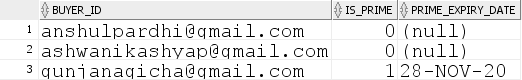 BUYER_ID IS_PRIME PRIME_EXPIRY_DATE
1 anshulpardhi@gmail.com 0 (null)
2 ashwanikashyap@gmail.com 0 (null)
3 gunjanagicha@gmail.com 1 28-NOV-20